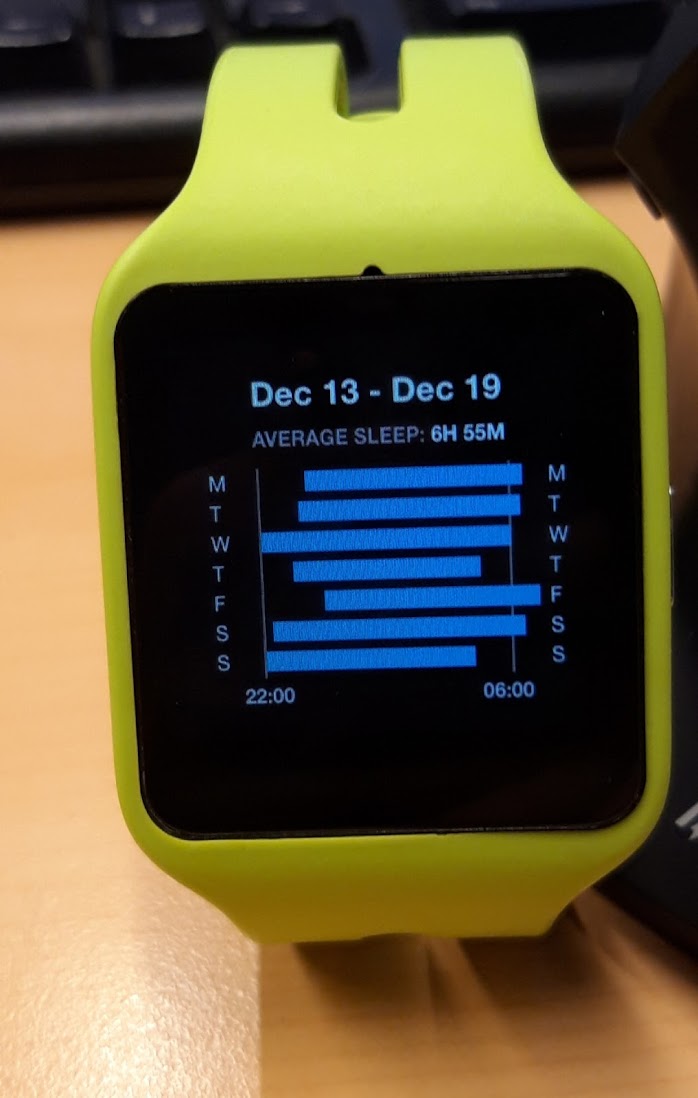 Dec 13 - Dec 19
AVERAGE SLEEP: 6H 55M
M M
T T
W W
T T
F F
S S
S S
22:00 06:00